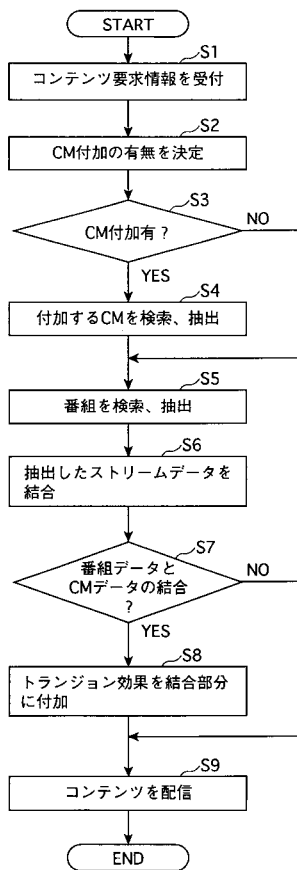 START
S1
コンテンツ要求情報を受付
S2
CM付加の有無を決定
S3
CM付加有？
NO
YES
S4
付加するCMを検索、抽出
S5
番組を検索、抽出
S6
抽出したストリームデータを
結合
S7
番組データと
CMデータの結合
？
NO
YES
S8
トランジョン効果を結合部分
に付加
S9
コンテンツを配信
END